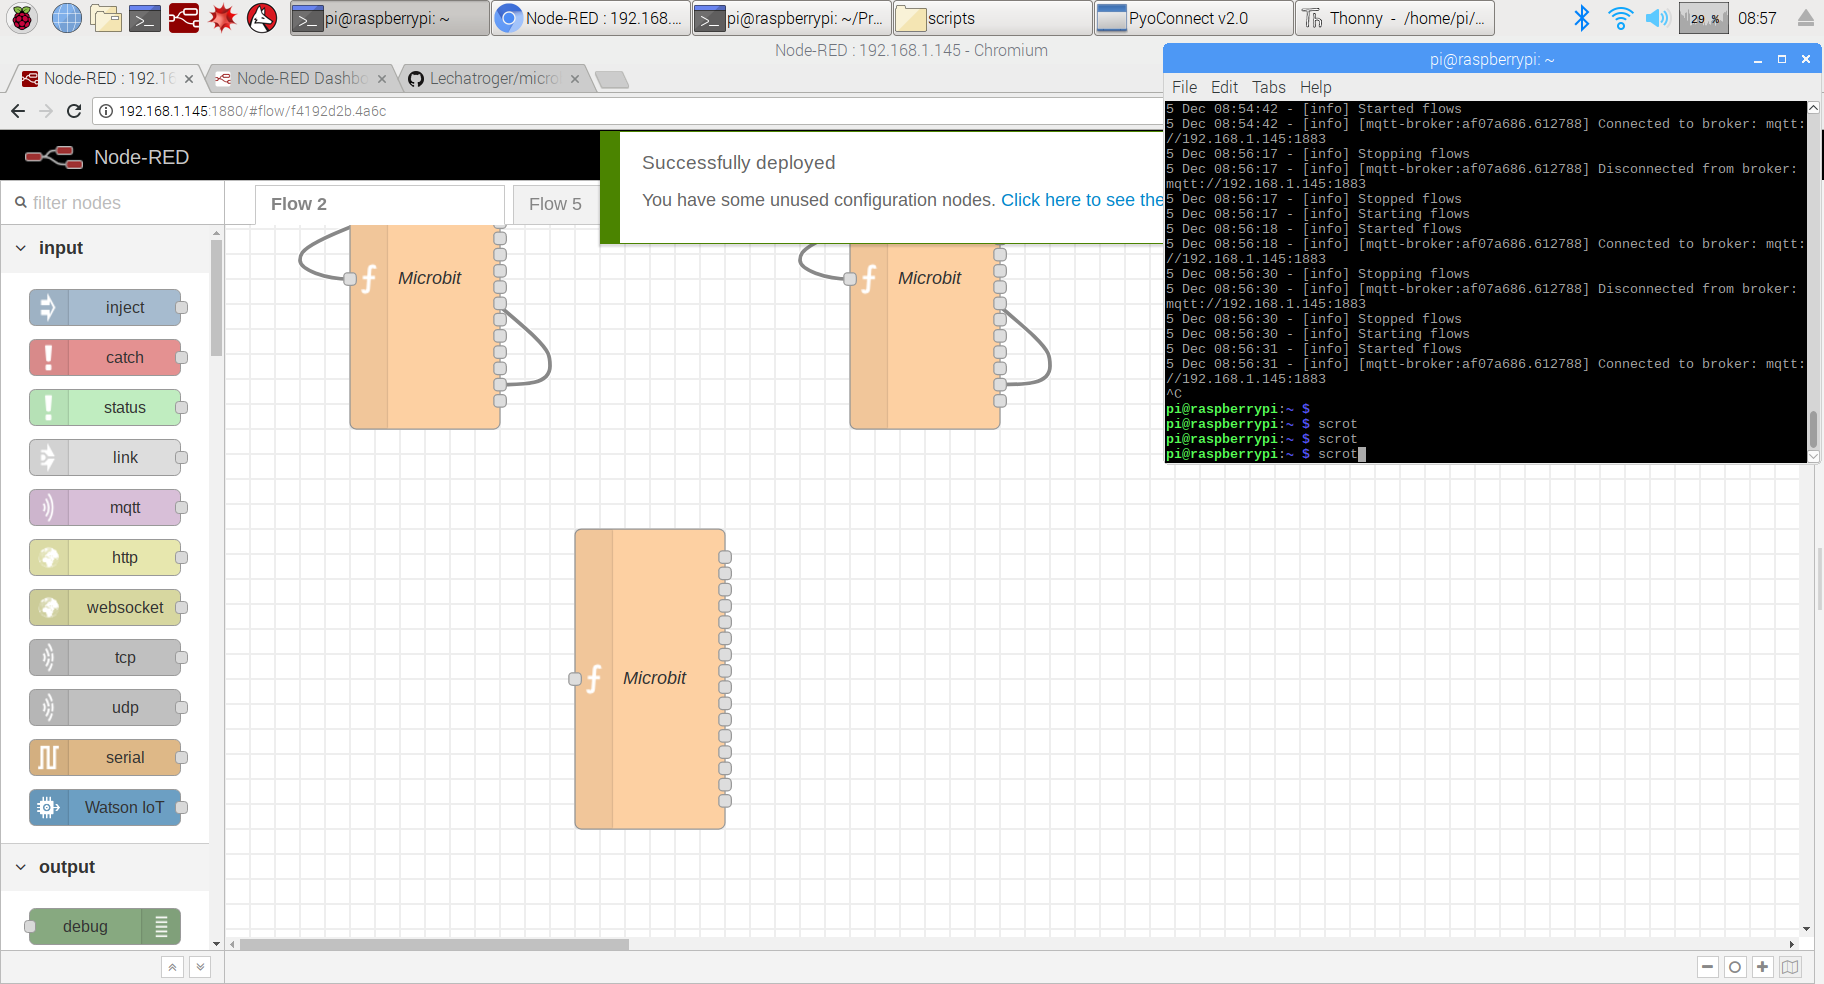 pi@raspberrypi: ~
Node-RED : 192.168....
pi@raspberrypi: ~/Pr...
scripts
PyoConnect v2.0
Thonny - /home/pi/...
29 %
08:57
Node-RED : 192.168.1.145 - Chromium
Node-RED : 192.16
Node-RED Dashbo
Lechatroger/micro
192.168.1.145:1880/#flow/f4192d2b.4a6c
Node-RED
filter nodes
input
inject
catch
status
link
mqtt
http
websocket
tcp
udp
serial
Watson IoT
output
debug
Flow 2
Flow 5
Successfully deployed
You have some unused configuration nodes. Click here to see the
Microbit
Microbit
Microbit
pi@raspberrypi: ~
File Edit Tabs Help
5 Dec 08:54:42 - [info] Started flows
5 Dec 08:54:42 - [info] [mqtt-broker:af07a686.612788] Connected to broker: mqtt:
//192.168.1.145:1883
5 Dec 08:56:17 - [info] Stopping flows
5 Dec 08:56:17 - [info] [mqtt-broker:af07a686.612788] Disconnected from broker:
mqtt://192.168.1.145:1883
5 Dec 08:56:17 - [info] Stopped flows
5 Dec 08:56:17 - [info] Starting flows
5 Dec 08:56:18 - [info] Started flows
5 Dec 08:56:18 - [info] [mqtt-broker:af07a686.612788] Connected to broker: mqtt:
//192.168.1.145:1883
5 Dec 08:56:30 - [info] Stopping flows
5 Dec 08:56:30 - [info] [mqtt-broker:af07a686.612788] Disconnected from broker:
mqtt://192.168.1.145:1883
5 Dec 08:56:30 - [info] Stopped flows
5 Dec 08:56:30 - [info] Starting flows
5 Dec 08:56:31 - [info] Started flows
5 Dec 08:56:31 - [info] [mqtt-broker:af07a686.612788] Connected to broker: mqtt:
//192.168.1.145:1883
^C
pi@raspberrypi:~ $
pi@raspberrypi:~ $ scrot
pi@raspberrypi:~ $ scrot
pi@raspberrypi:~ $ scrot